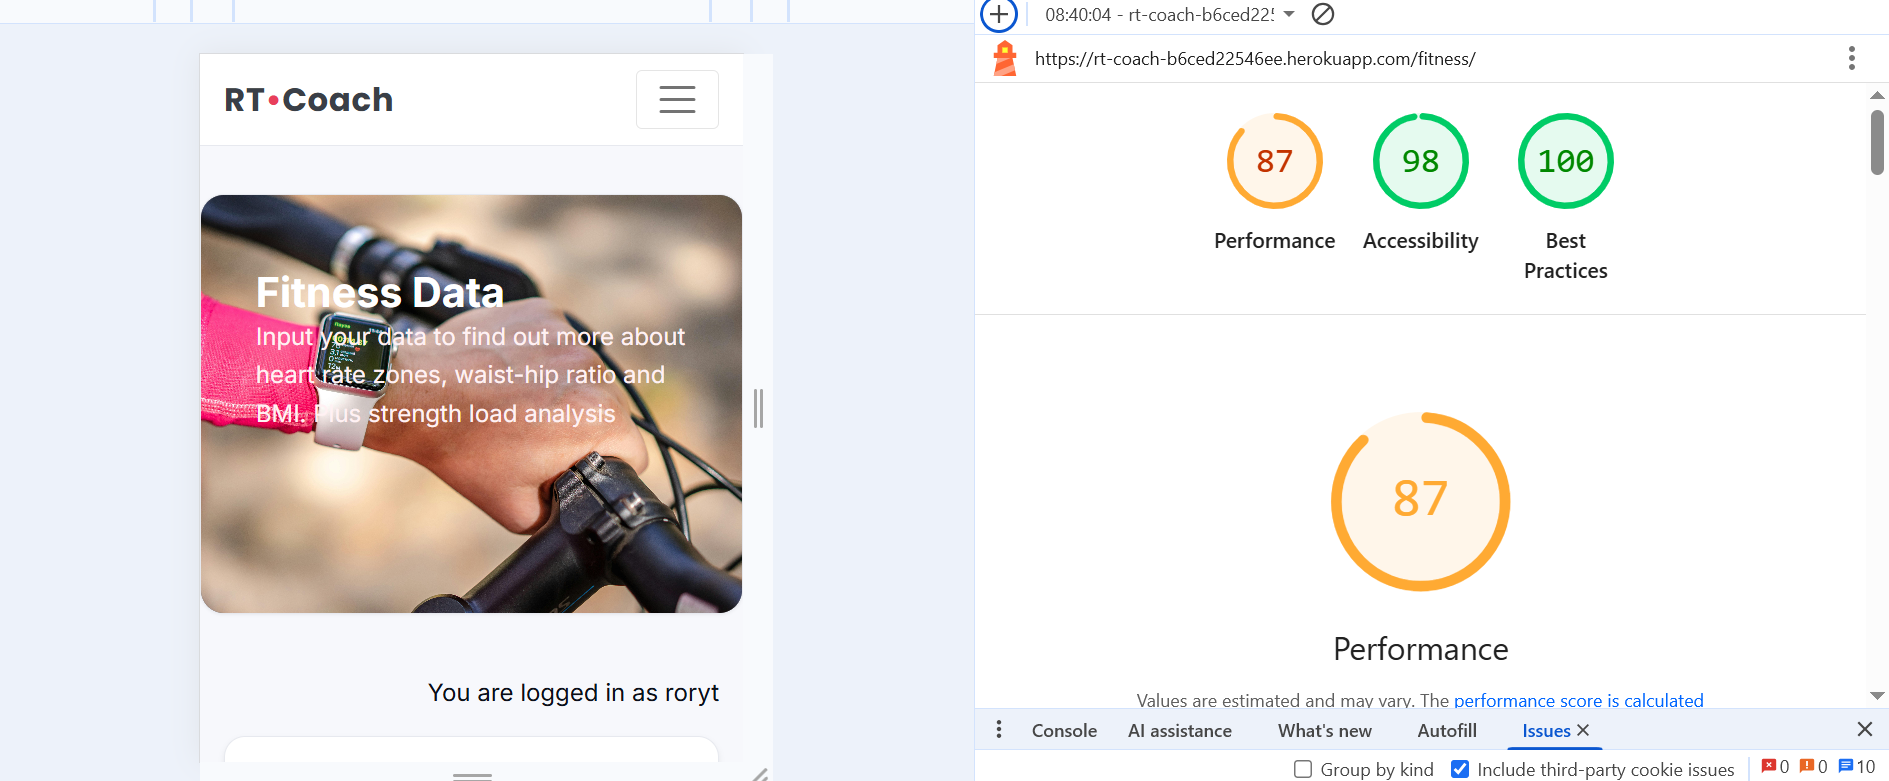 RT•Coach
Fitness Data
Input your data to find out more about
heart rate zones, waist-hip ratio and
BMI. Plus strength load analysis
You are logged in as roryt
08:40:04 - rt-coach-b6ced22
https://rt-coach-b6ced22546ee.herokuapp.com/fitness/
87
98
100
Performance
Accessibility
Best
Practices
87
Performance
Values are estimated and may vary. The performance score is calculated
Console
AI assistance
What's new
Autofill
Issues
Group by kind
Include third-party cookie issues
0
0
10